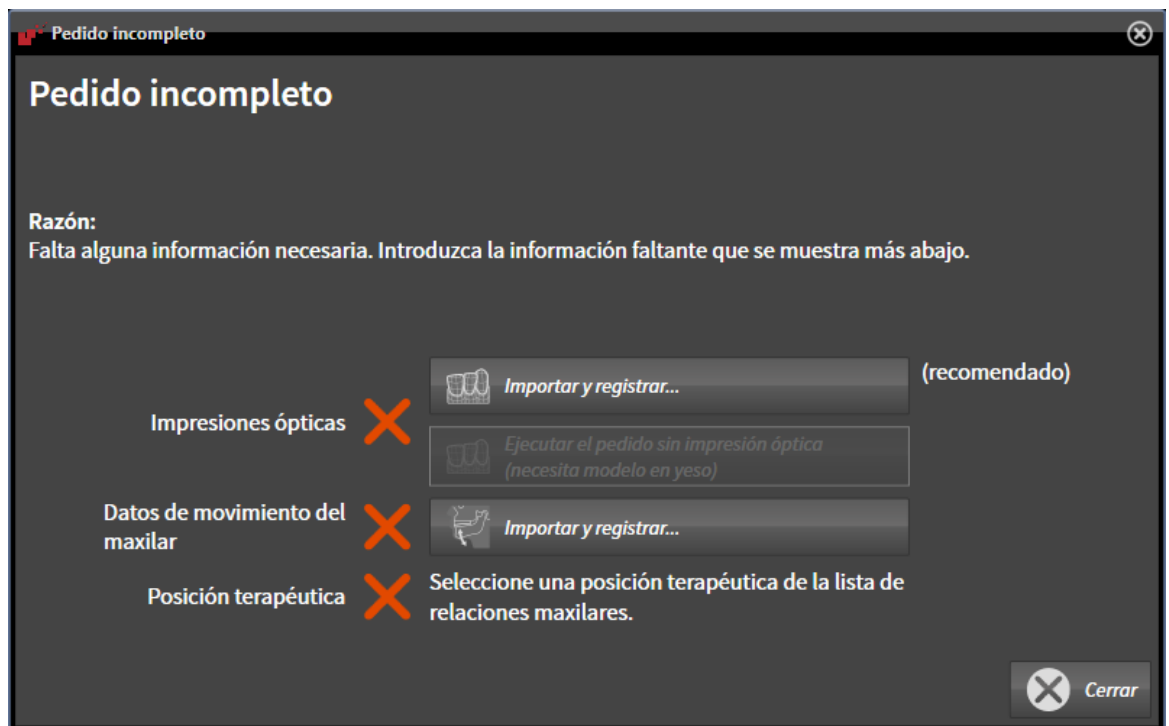 Pedido incompleto
Pedido incompleto
Razón:
Falta alguna información necesaria. Introduzca la información faltante que se muestra más abajo.
Impresiones ópticas
Importar y registrar...
(recomendado)
Ejecutar el pedido sin impresión óptica
(necesita modelo en yeso)
Datos de movimiento del
maxilar
Importar y registrar...
Posición terapéutica
Seleccione una posición terapéutica de la lista de
relaciones maxilares.
Cerrar